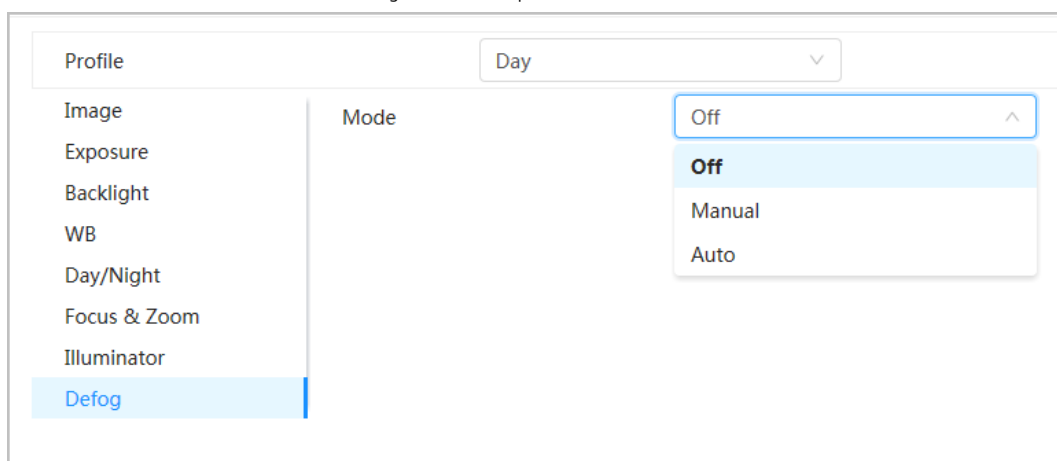 Profile Day
Image Mode Off
Exposure
Off
Backlight
Manual
WB
Auto
Day/Night
Focus & Zoom
Illuminator
Defog